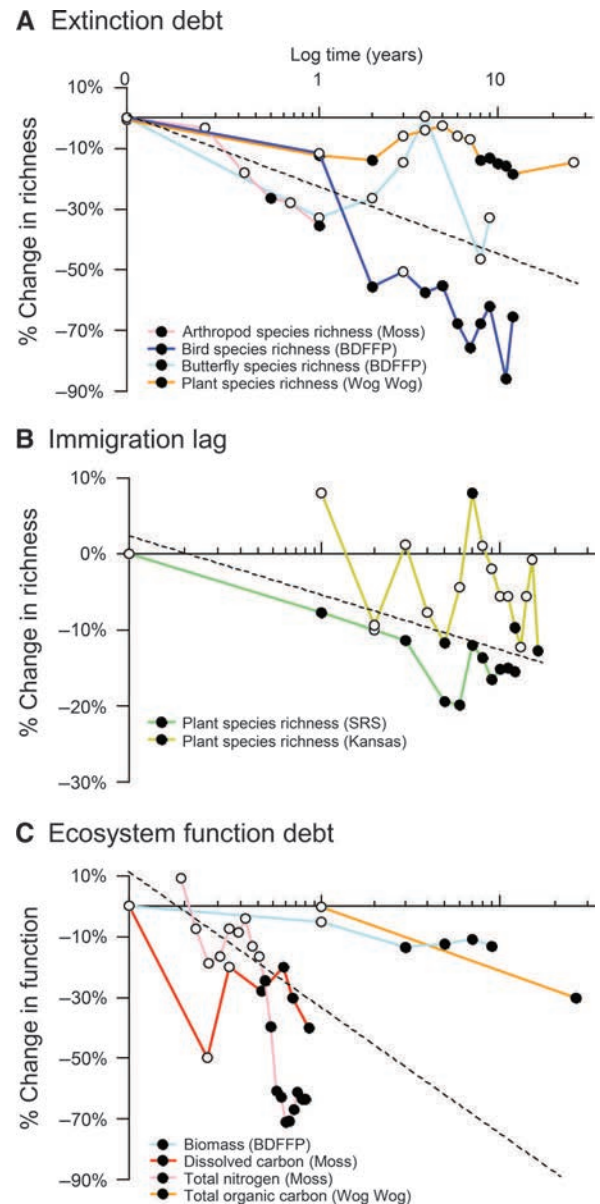 A Extinction debt
Log time (years)
0 1 10
10%
–10%
–30%
–50%
–70%
–90%
% Change in richness
Arthropod species richness (Moss)
Bird species richness (BDFFP)
Butterfly species richness (BDFFP)
Plant species richness (Wog Wog)
B Immigration lag
10%
0%
–10%
–20%
–30%
% Change in richness
Plant species richness (SRS)
Plant species richness (Kansas)
C Ecosystem function debt
10%
–10%
–30%
–50%
–70%
–90%
% Change in function
Biomass (BDFFP)
Dissolved carbon (Moss)
Total nitrogen (Moss)
Total organic carbon (Wog Wog)